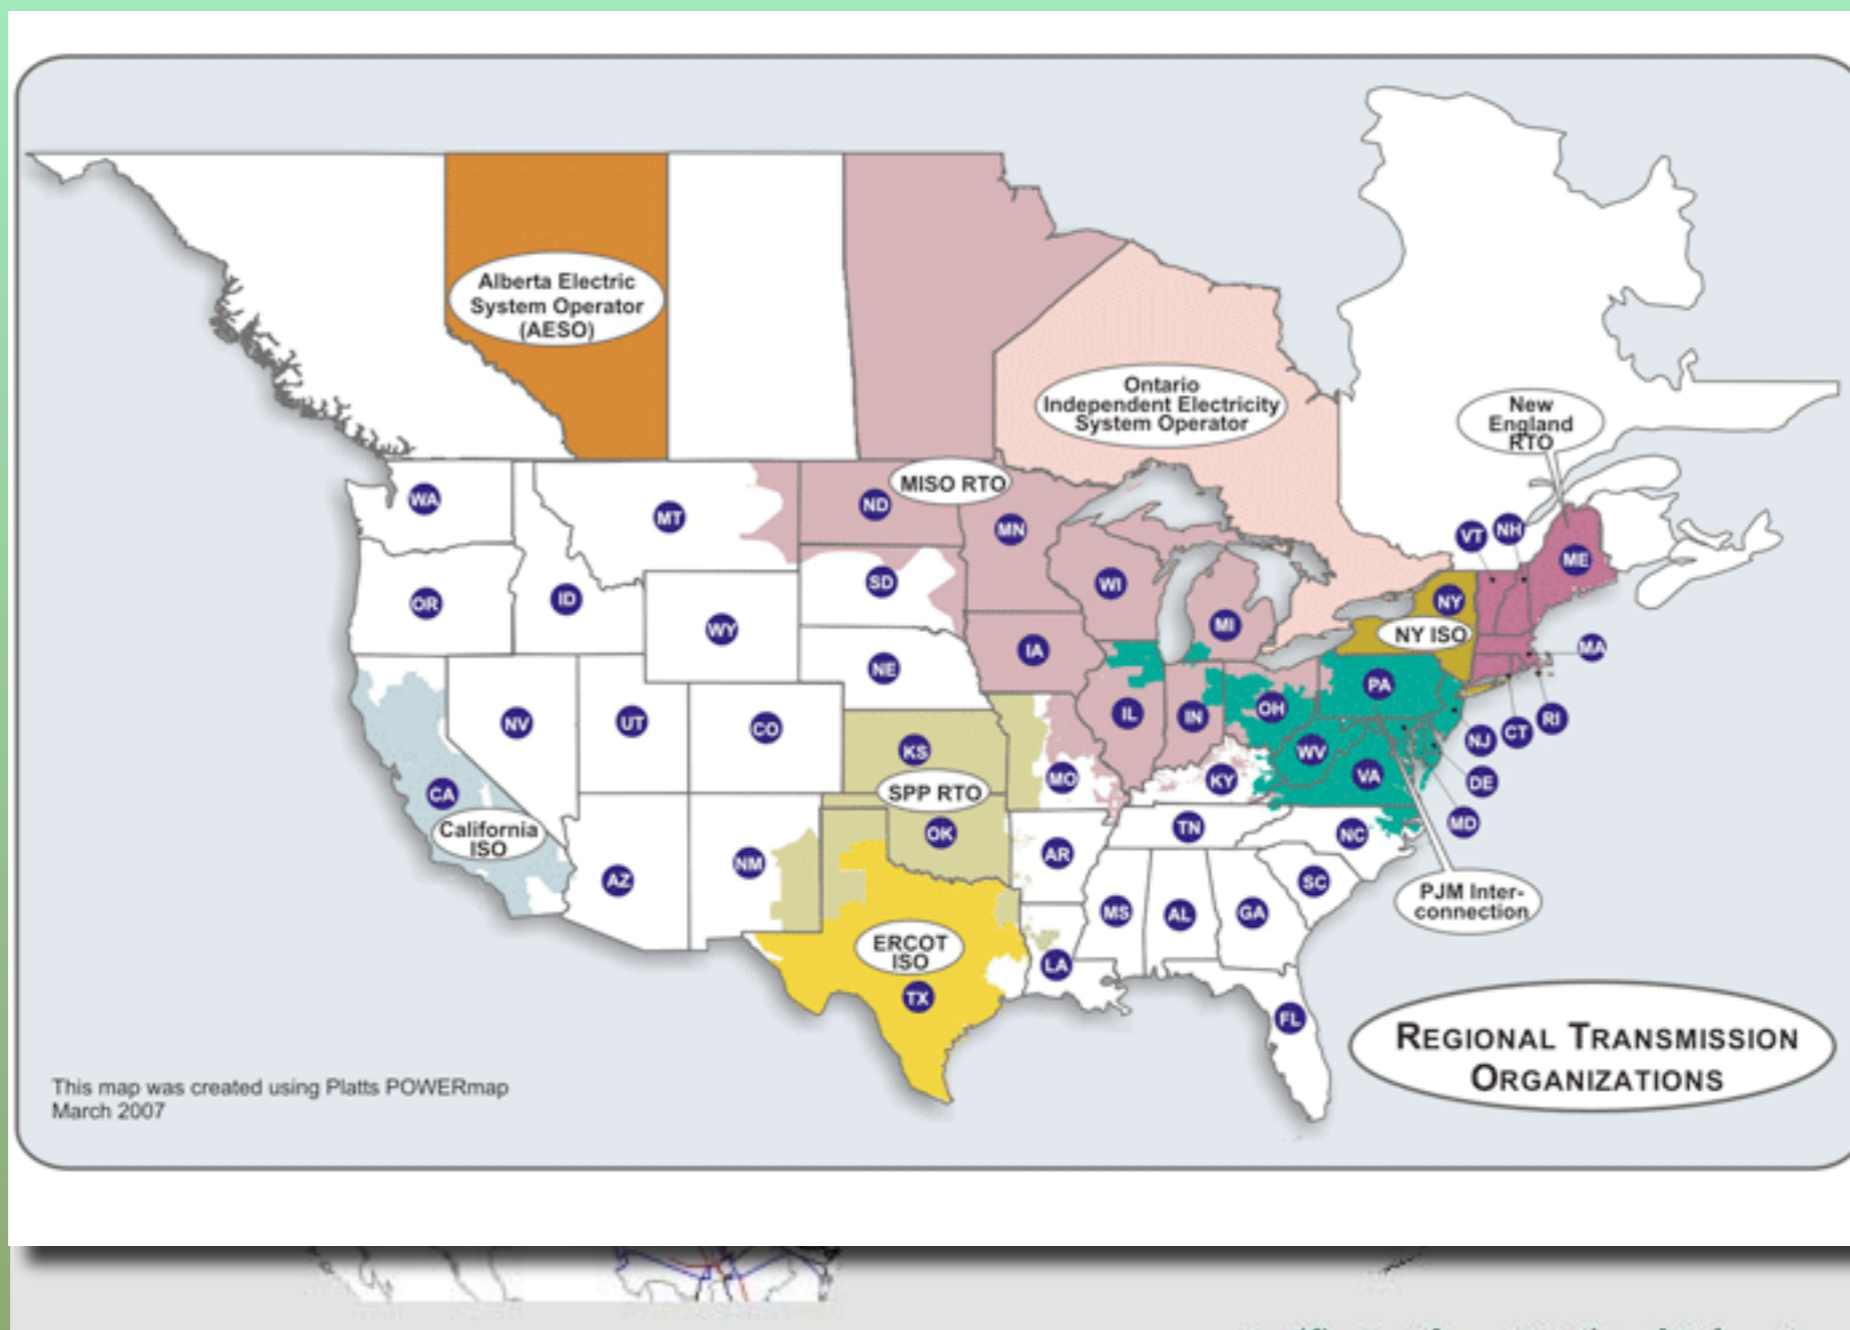 Alberta Electric
System Operator
(AESO)
Ontario
Independent Electricity
System Operator
New
England
RTO
MISO RTO
WA
MT
ND
MN
VT
NH
ME
OR
ID
SD
WI
NY
WY
MI
NY ISO
IA
MA
NE
PA
NV
UT
CO
IL
IN
OH
RI
CT
NJ
KS
WV
CA
SPP RTO
MO
KY
VA
DE
California
ISO
OK
TN
NC
MD
NM
AR
AZ
SC
PJM Inter-
connection
MS
AL
GA
ERCOT
ISO
LA
TX
FL
REGIONAL TRANSMISSION
ORGANIZATIONS
This map was created using Platts POWERmap
March 2007